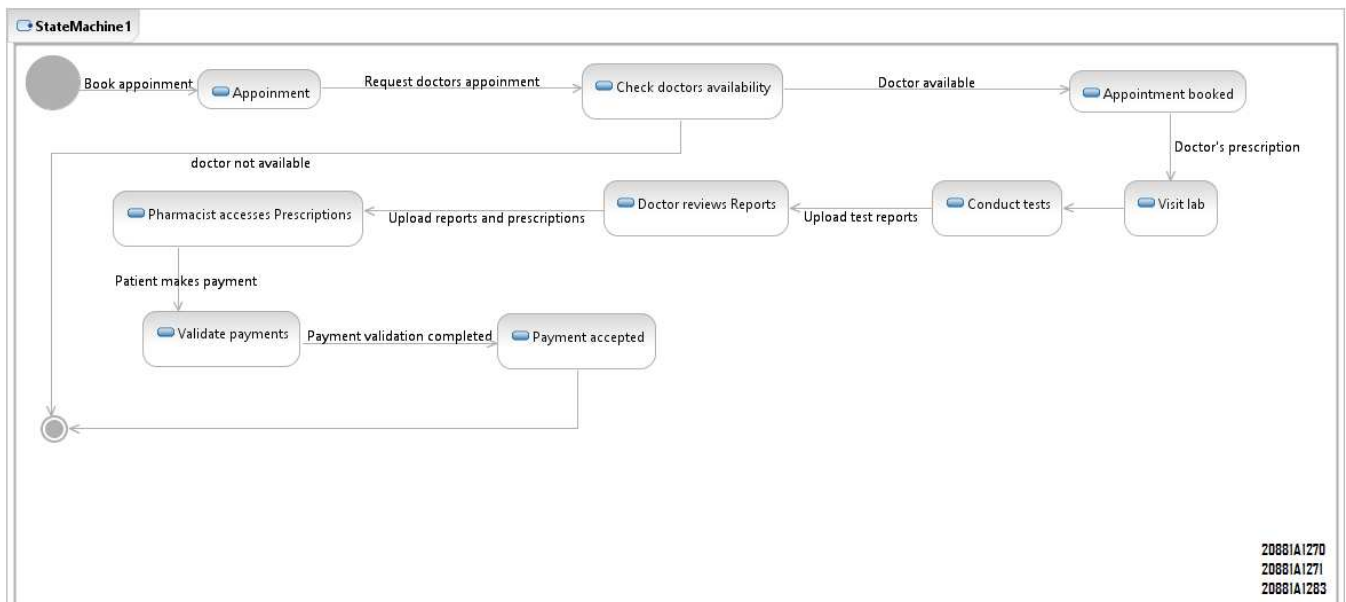 StateMachine1
Book appoinment
Appoinment
Request doctors appoinment
Check doctors availability
Doctor available
Appointment booked
doctor not available
Doctor's prescription
Pharmacist accesses Prescriptions
Upload reports and prescriptions
Doctor reviews Reports
Upload test reports
Conduct tests
Visit lab
Patient makes payment
Validate payments
Payment validation completed
Payment accepted
20881A1270
20881A1271
20881A1283